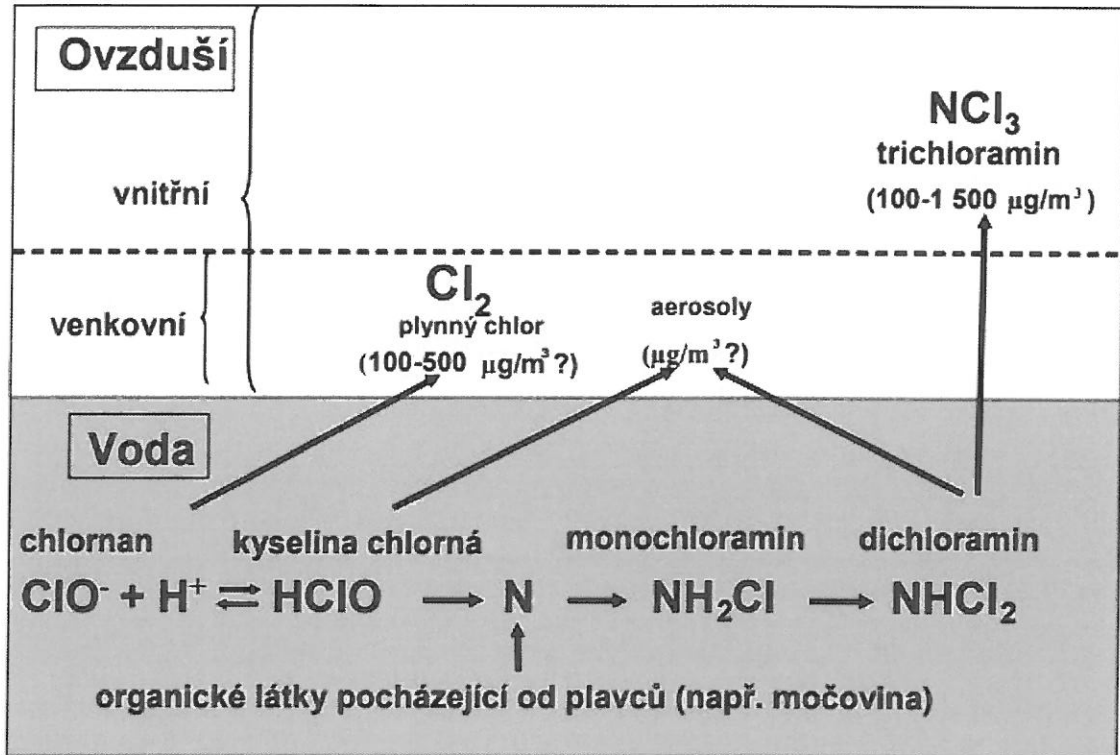 Ovzduší
NCl₃
trichloramin
(100-1 500 µg/m³)
vnitřní
Cl₂
plynný chlor
(100-500 µg/m³?)
aerosoly
(µg/m³?)
venkovní
Voda
chlornan kyselina chlorná monochloramin dichloramin
ClO⁻ + H⁺ ⇌ HClO → N → NH₂Cl → NHCl₂
organické látky pocházející od plavců (např. močovina)